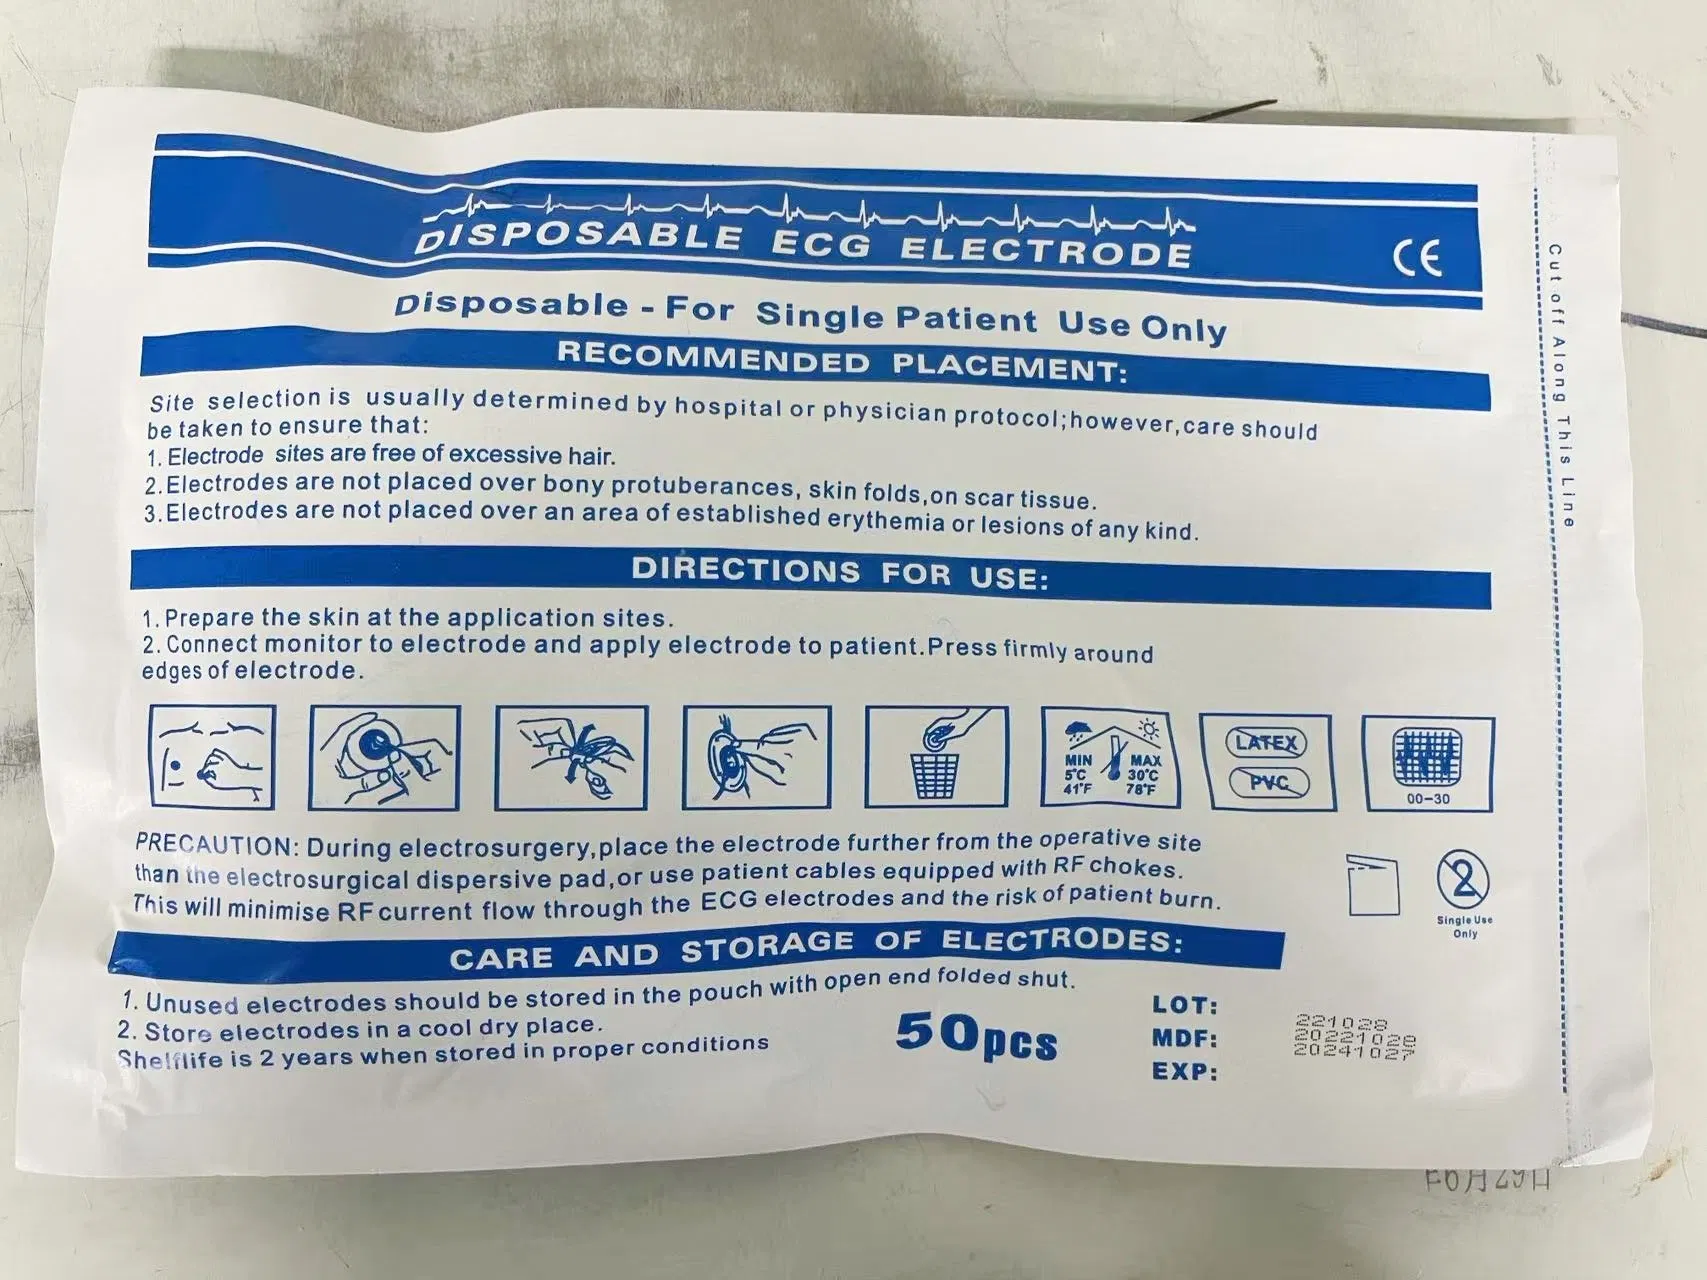 DISPOSABLE ECG ELECTRODE
CE
Disposable - For Single Patient Use Only
RECOMMENDED PLACEMENT:
Site selection is usually determined by hospital or physician protocol;however,care should
be taken to ensure that:
1. Electrode sites are free of excessive hair.
2. Electrodes are not placed over bony protuberances, skin folds,on scar tissue.
3. Electrodes are not placed over an area of established erythemia or lesions of any kind.
DIRECTIONS FOR USE:
1. Prepare the skin at the application sites.
2. Connect monitor to electrode and apply electrode to patient.Press firmly around
edges of electrode.
MIN MAX
5°C 30°C
41°F 78°F
LATEX
PVC
00-30
PRECAUTION: During electrosurgery,place the electrode further from the operative site
than the electrosurgical dispersive pad,or use patient cables equipped with RF chokes.
This will minimise RF current flow through the ECG electrodes and the risk of patient burn.
2
Single Use
Only
CARE AND STORAGE OF ELECTRODES:
1. Unused electrodes should be stored in the pouch with open end folded shut.
2. Store electrodes in a cool dry place.
Shelflife is 2 years when stored in proper conditions
50pcs
LOT: 221028
MDF: 20221028
EXP: 20241027
Cut off Along This Line
6月29日